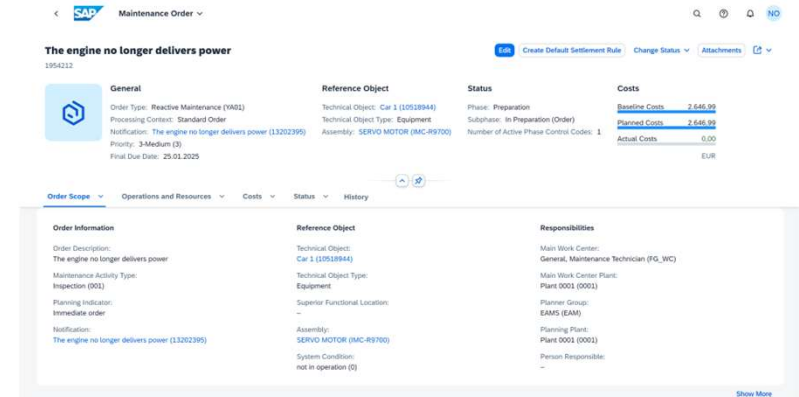 SAP Maintenance Order
NO
The engine no longer delivers power
1954212
Edit Create Default Settlement Rule Change Status Attachments
General
Order Type: Reactive Maintenance (YA01)
Processing Context: Standard Order
Notification: The engine no longer delivers power (13202395)
Priority: 3-Medium (3)
Final Due Date: 25.01.2025
Reference Object
Technical Object: Car 1 (10518944)
Technical Object Type: Equipment
Assembly: SERVO MOTOR (IMC-R9700)
Status
Phase: Preparation
Subphase: In Preparation (Order)
Number of Active Phase Control Codes: 1
Costs
Baseline Costs 2.646,99
Planned Costs 2.646,99
Actual Costs 0,00
EUR
Order Scope Operations and Resources Costs Status History
Order Information
Order Description:
The engine no longer delivers power
Maintenance Activity Type:
Inspection (001)
Planning Indicator:
Immediate order
Notification:
The engine no longer delivers power (13202395)
Reference Object
Technical Object:
Car 1 (10518944)
Technical Object Type:
Equipment
Superior Functional Location:
–
Assembly:
SERVO MOTOR (IMC-R9700)
System Condition:
not in operation (0)
Responsibilities
Main Work Center:
General, Maintenance Technician (FG_WC)
Main Work Center Plant:
Plant 0001 (0001)
Planner Group:
EAMS (EAM)
Planning Plant:
Plant 0001 (0001)
Person Responsible:
–
Show More